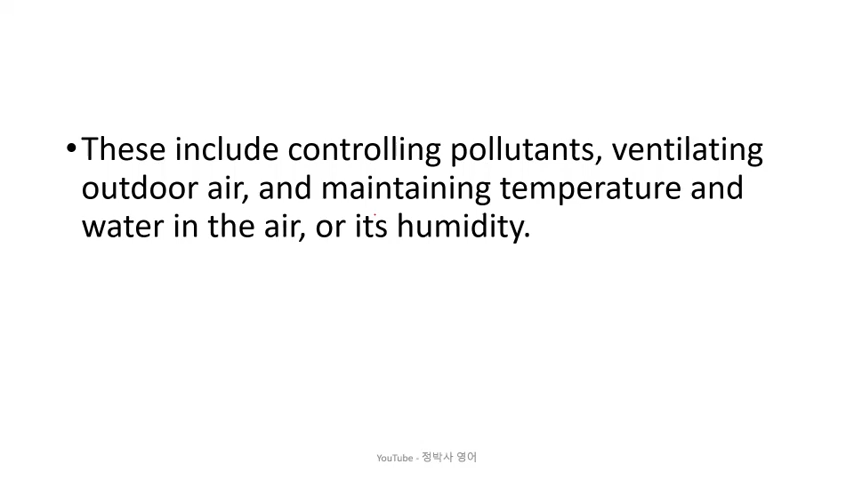 •These include controlling pollutants, ventilating
outdoor air, and maintaining temperature and
water in the air, or its humidity.
YouTube - 정박사 영어